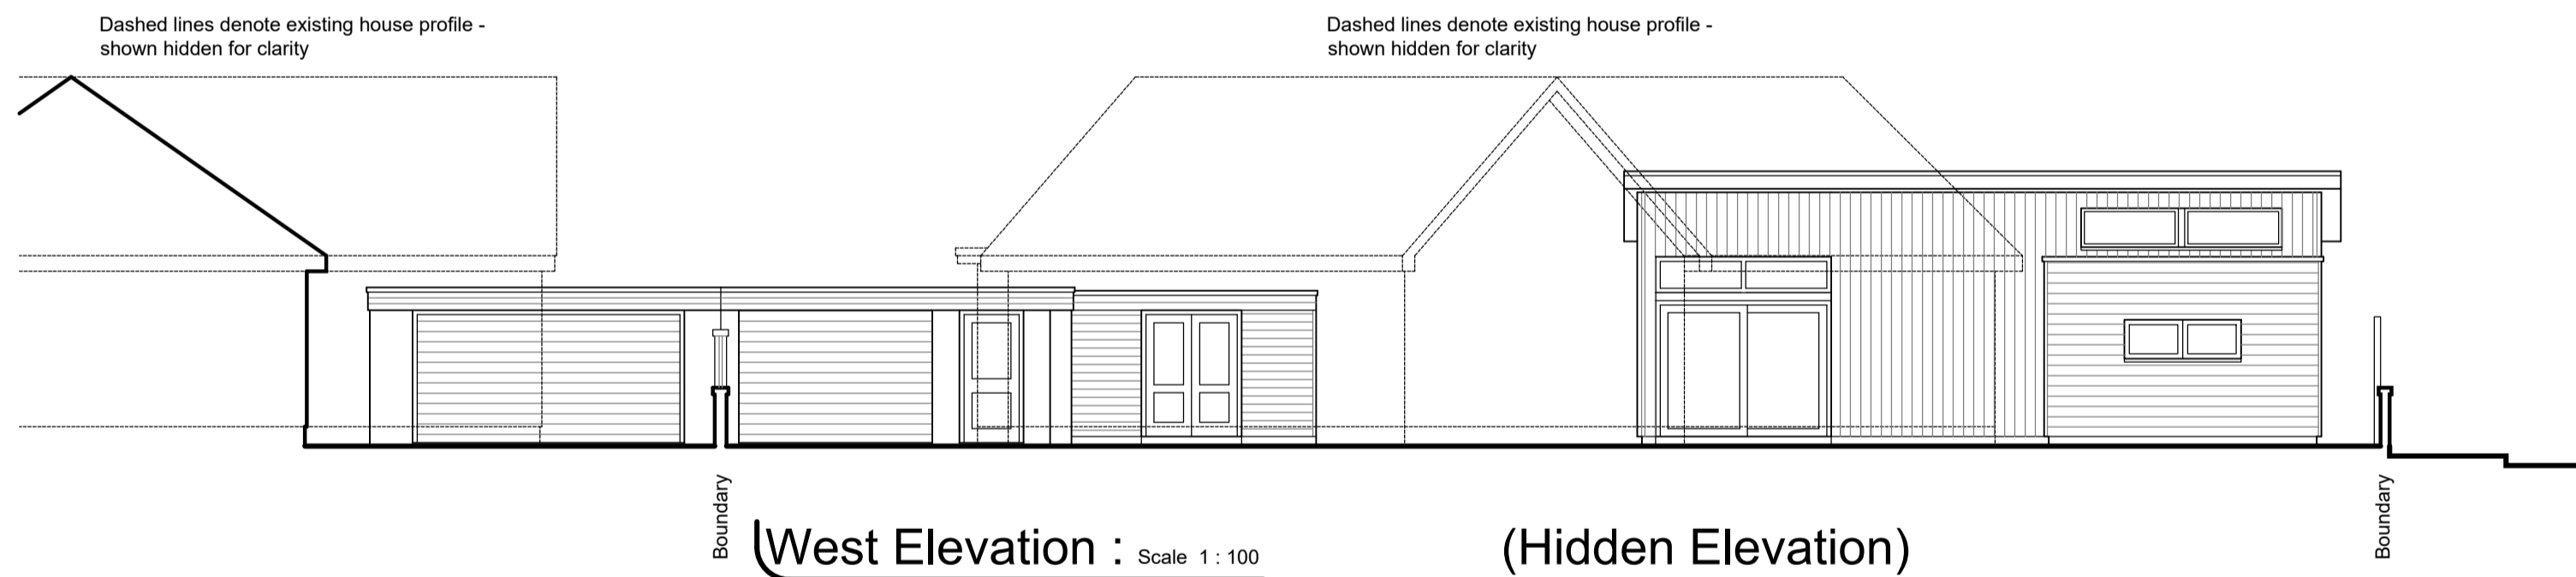 Dashed lines denote existing house profile -
shown hidden for clarity
Dashed lines denote existing house profile -
shown hidden for clarity
Boundary
West Elevation : Scale 1 : 100
(Hidden Elevation)
Boundary